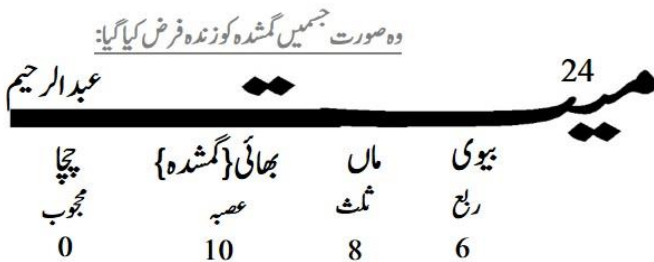 وہ صورت جسمیں گمشدہ کو زندہ فرض کیا گیا:
میت 24 عبدالرحیم
بیوی ماں بھائی{گمشدہ} چچا
ربع ثلث عصبہ محجوب
6 8 10 0